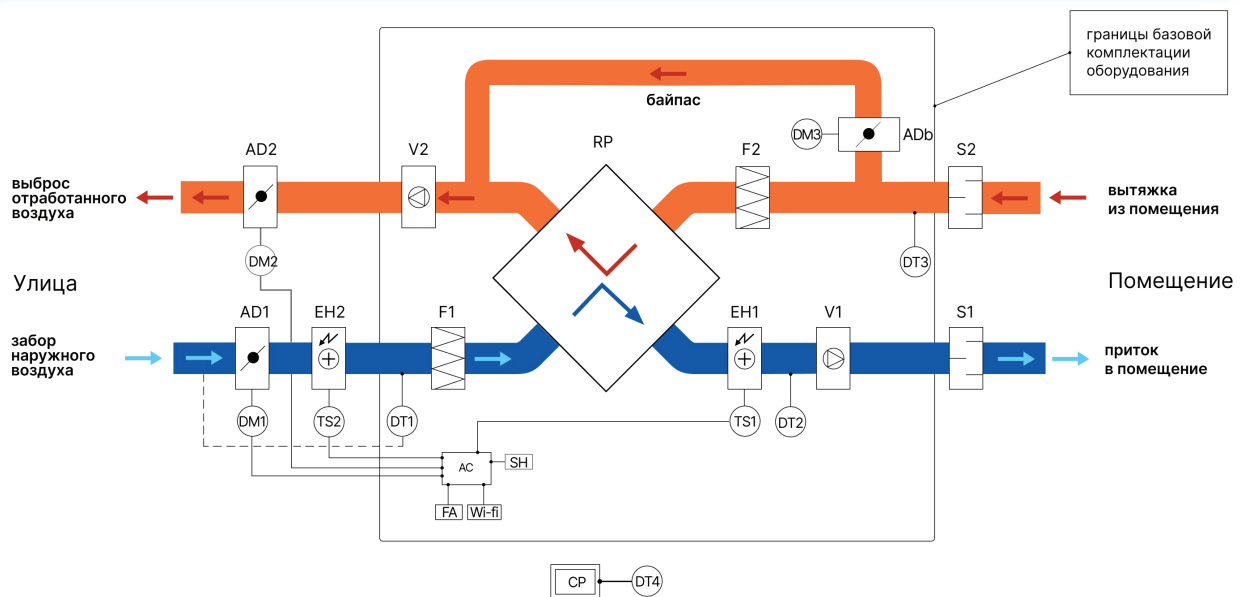 границы базовой
комплектации
оборудования
байпас
DM3
ADb
AD2
V2
RP
F2
S2
выброс
отработанного
воздуха
вытяжка
из помещения
DM2
DT3
Улица
Помещение
AD1
EH2
F1
EH1
V1
S1
забор
наружного
воздуха
приток
в помещение
DM1
TS2
DT1
TS1
DT2
AC
SH
FA
Wi-fi
CP
DT4